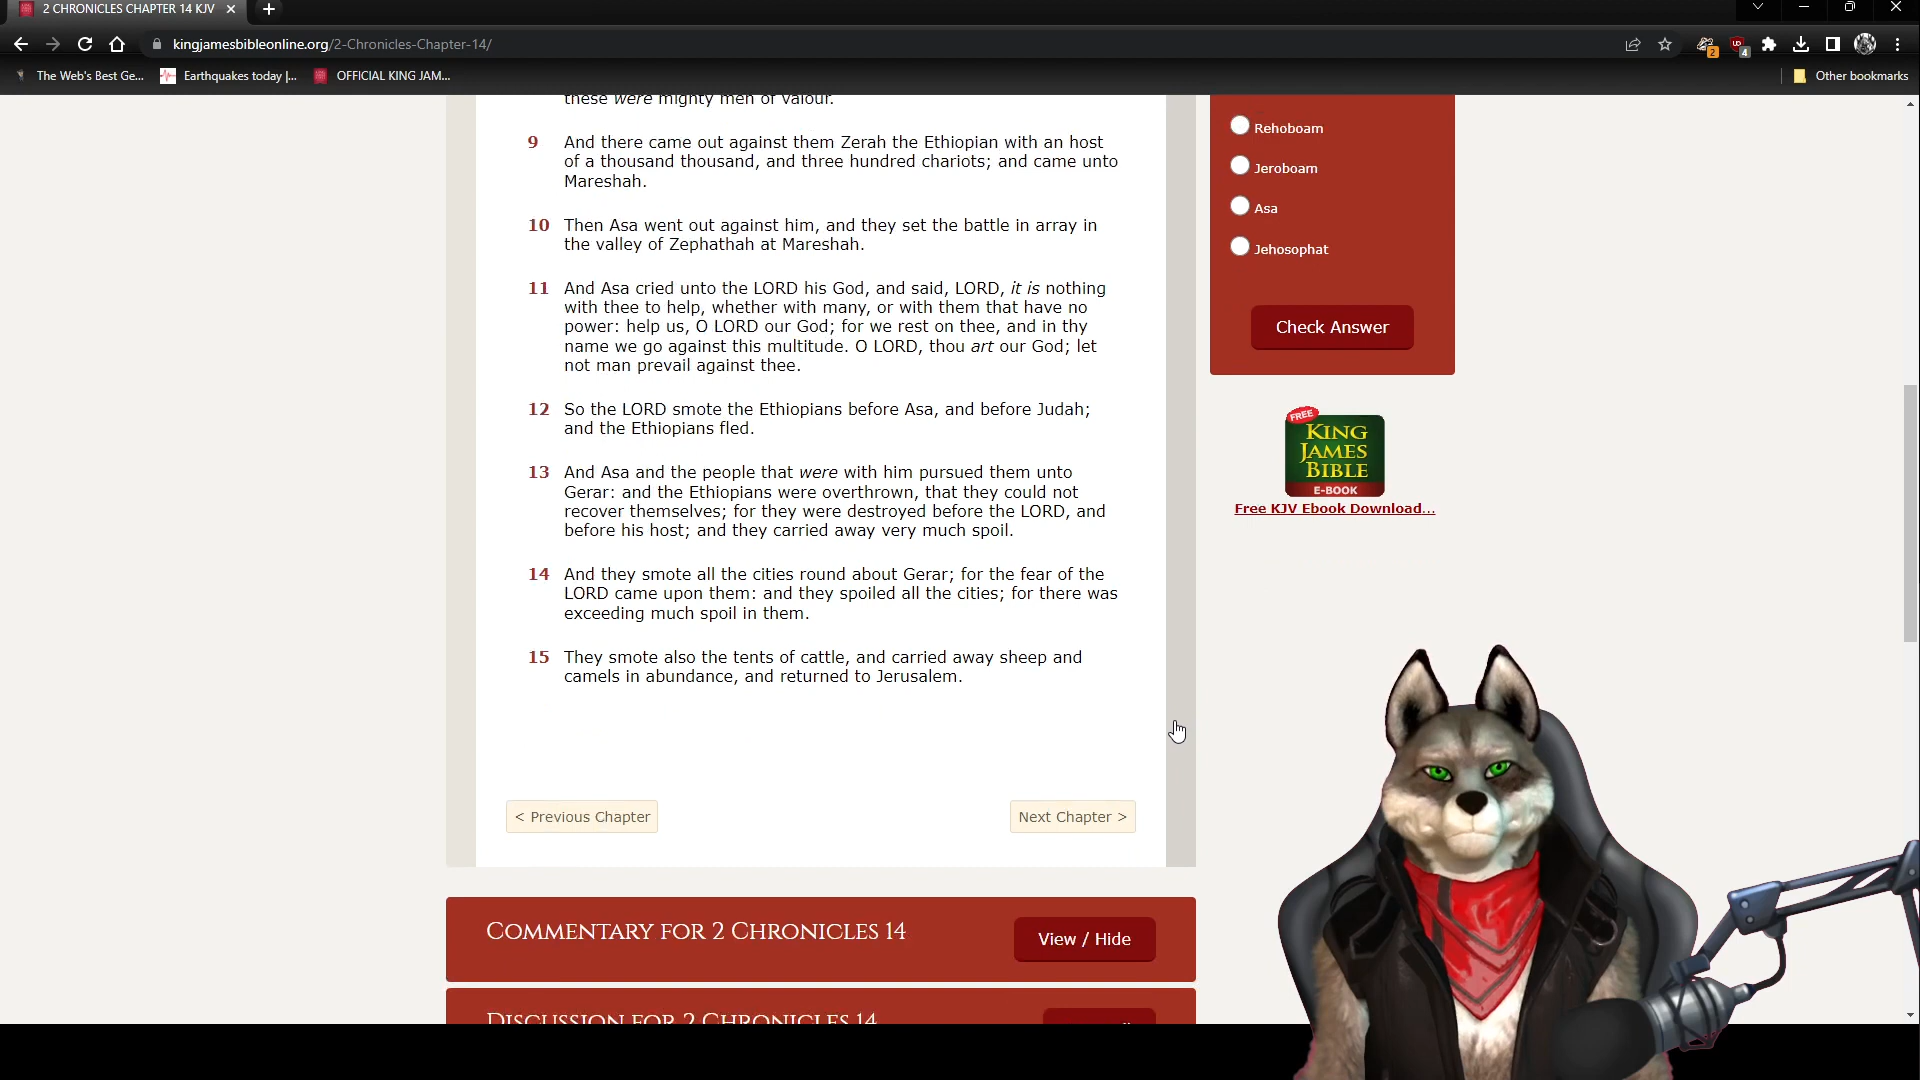 2 CHRONICLES CHAPTER 14 KJV
kingjamesbibleonline.org/2-Chronicles-Chapter-14/
2
4
The Web's Best Ge...
Earthquakes today |...
OFFICIAL KING JAM...
Other bookmarks
these were mighty men of valour.
9 And there came out against them Zerah the Ethiopian with an host
of a thousand thousand, and three hundred chariots; and came unto
Mareshah.
10 Then Asa went out against him, and they set the battle in array in
the valley of Zephathah at Mareshah.
11 And Asa cried unto the LORD his God, and said, LORD, it is nothing
with thee to help, whether with many, or with them that have no
power: help us, O LORD our God; for we rest on thee, and in thy
name we go against this multitude. O LORD, thou art our God; let
not man prevail against thee.
12 So the LORD smote the Ethiopians before Asa, and before Judah;
and the Ethiopians fled.
13 And Asa and the people that were with him pursued them unto
Gerar: and the Ethiopians were overthrown, that they could not
recover themselves; for they were destroyed before the LORD, and
before his host; and they carried away very much spoil.
14 And they smote all the cities round about Gerar; for the fear of the
LORD came upon them: and they spoiled all the cities; for there was
exceeding much spoil in them.
15 They smote also the tents of cattle, and carried away sheep and
camels in abundance, and returned to Jerusalem.
< Previous Chapter
Next Chapter >
Commentary for 2 Chronicles 14
View / Hide
Discussion for 2 Chronicles 14
Rehoboam
Jeroboam
Asa
Jehosophat
Check Answer
FREE
KING
JAMES
BIBLE
E-BOOK
Free KJV Ebook Download...